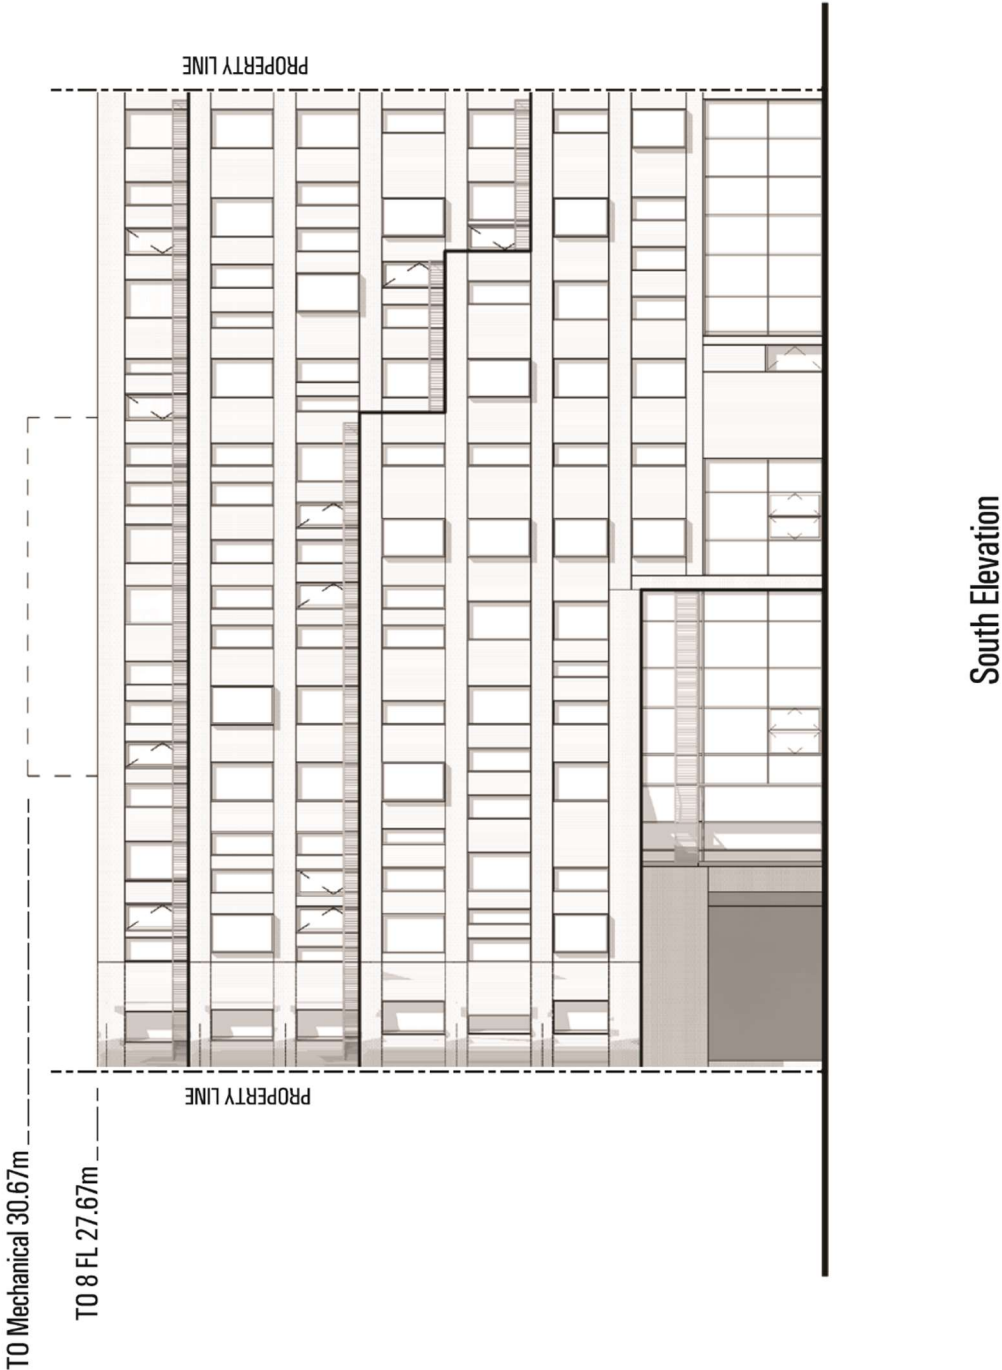 TO Mechanical 30.67m
TO 8 FL 27.67m
PROPERTY LINE
PROPERTY LINE
South Elevation